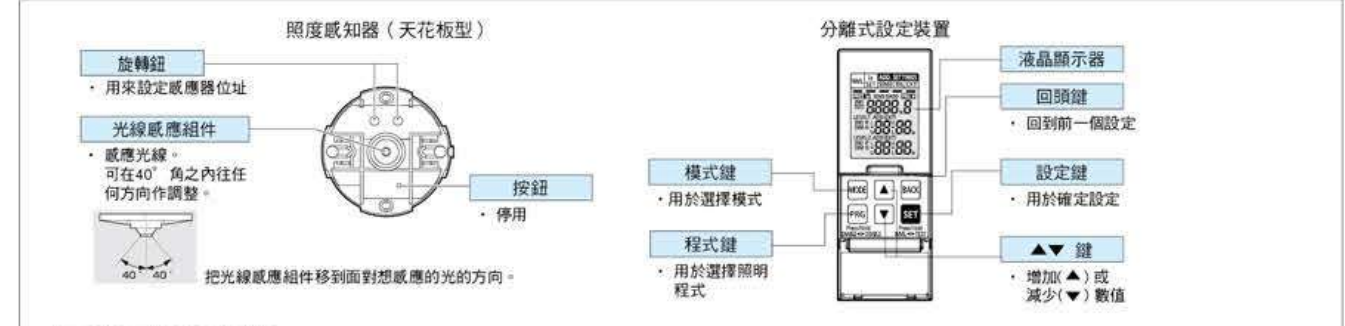 照度感知器（天花板型）
旋轉鈕
・ 用來設定感應器位址
光線感應組件
・ 感應光線。
可在40° 角之內往任
何方向作調整。
40° 40°
把光線感應組件移到面對想感應的光的方向。
按鈕
・ 停用
分離式設定裝置
液晶顯示器
回頭鍵
・ 回到前一個設定
模式鍵
・用於選擇模式
設定鍵
・ 用於確定設定
程式鍵
・ 用於選擇照明
程式
▲▼ 鍵
・ 增加(▲) 或
減少(▼) 數值
MODE ▲ BACK
PRG ▼ SET